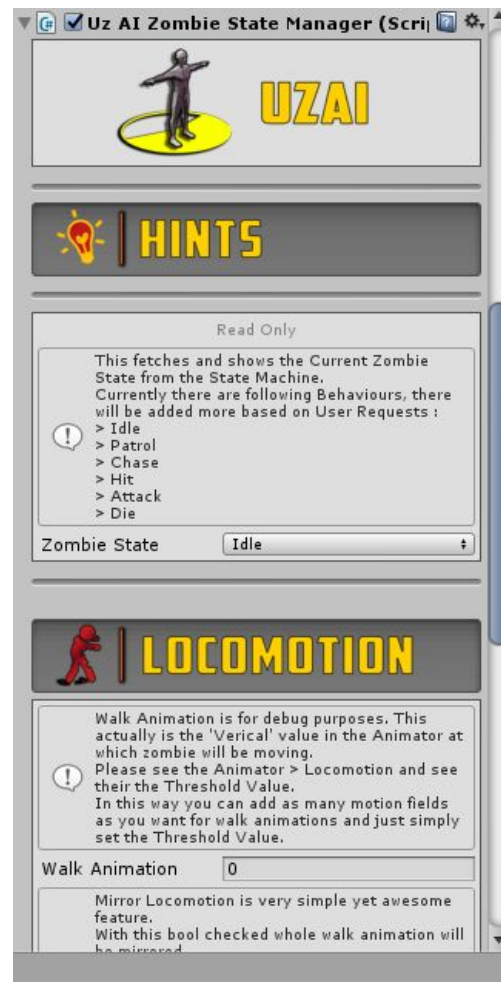 Uz AI Zombie State Manager (Scri
UZAI
HINTS
Read Only
This fetches and shows the Current Zombie
State from the State Machine.
Currently there are following Behaviours, there
will be added more based on User Requests :
> Idle
> Patrol
> Chase
> Hit
> Attack
> Die
Zombie State Idle
LOCOMOTION
Walk Animation is for debug purposes. This
actually is the 'Verical' value in the Animator at
which zombie will be moving.
Please see the Animator > Locomotion and see
their the Threshold Value.
In this way you can add as many motion fields
as you want for walk animations and just simply
set the Threshold Value.
Walk Animation 0
Mirror Locomotion is very simple yet awesome
feature.
With this bool checked whole walk animation will
be mirrored